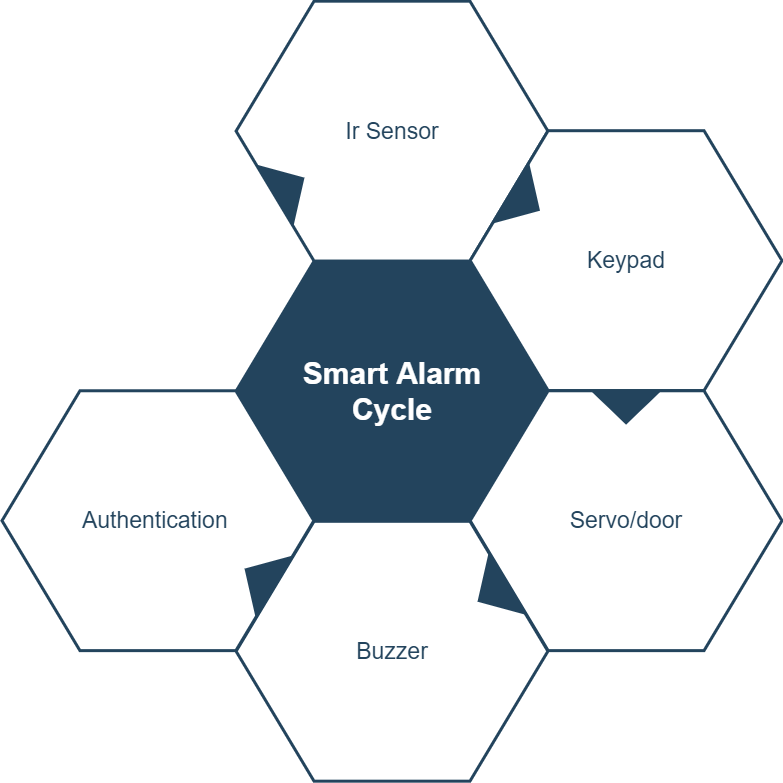 Ir Sensor
Keypad
Smart Alarm
Cycle
Authentication
Servo/door
Buzzer